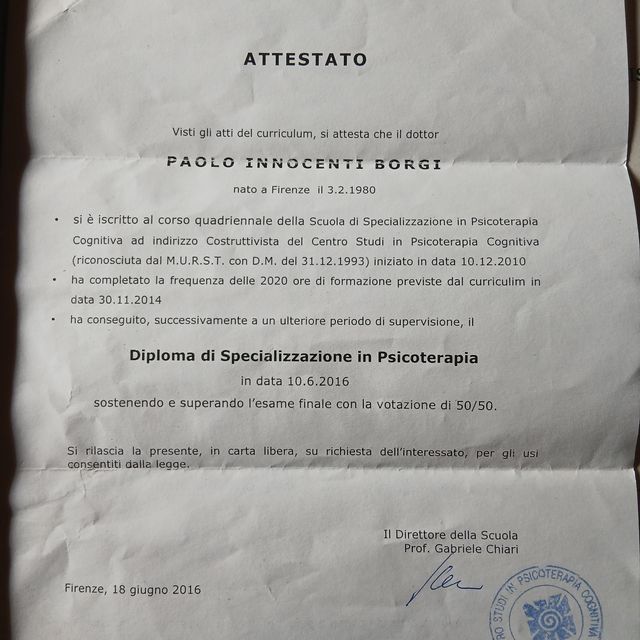 ATTESTATO
Visti gli atti del curriculum, si attesta che il dottor
PAOLO INNOCENTI BORGI
nato a Firenze il 3.2.1980
• si è iscritto al corso quadriennale della Scuola di Specializzazione in Psicoterapia
Cognitiva ad indirizzo Costruttivista del Centro Studi in Psicoterapia Cognitiva
(riconosciuta dal M.U.R.S.T. con D.M. del 31.12.1993) iniziato in data 10.12.2010
• ha completato la frequenza delle 2020 ore di formazione previste dal curriculim in
data 30.11.2014
• ha conseguito, successivamente a un ulteriore periodo di supervisione, il
Diploma di Specializzazione in Psicoterapia
in data 10.6.2016
sostenendo e superando l'esame finale con la votazione di 50/50.
Si rilascia la presente, in carta libera, su richiesta dell'interessato, per gli usi
consentiti dalla legge.
Il Direttore della Scuola
Prof. Gabriele Chiari
Firenze, 18 giugno 2016
RO STUDI IN PSICOTERAPIA COGNITIVA